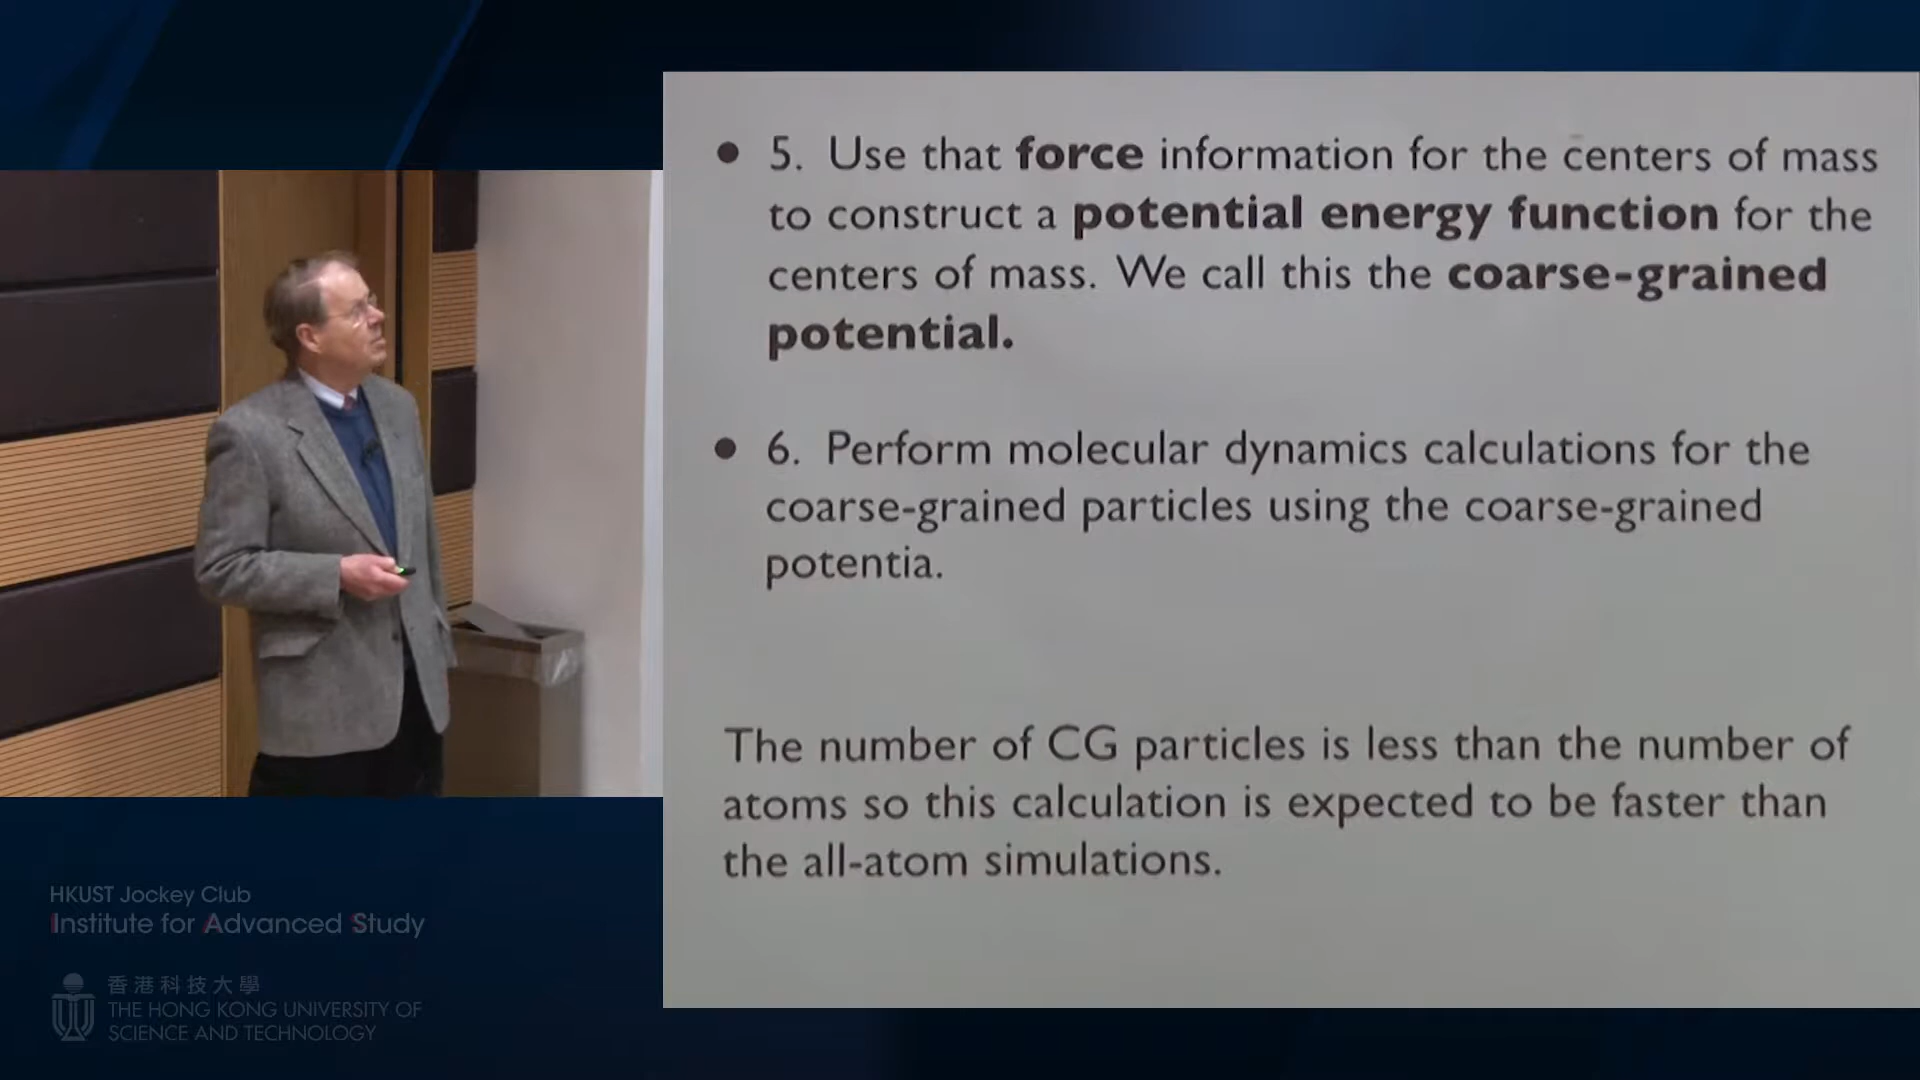 • 5. Use that force information for the centers of mass
to construct a potential energy function for the
centers of mass. We call this the coarse-grained
potential.
• 6. Perform molecular dynamics calculations for the
coarse-grained particles using the coarse-grained
potentia.
The number of CG particles is less than the number of
atoms so this calculation is expected to be faster than
the all-atom simulations.
HKUST Jockey Club
Institute for Advanced Study
香港科技大學
THE HONG KONG UNIVERSITY OF
SCIENCE AND TECHNOLOGY